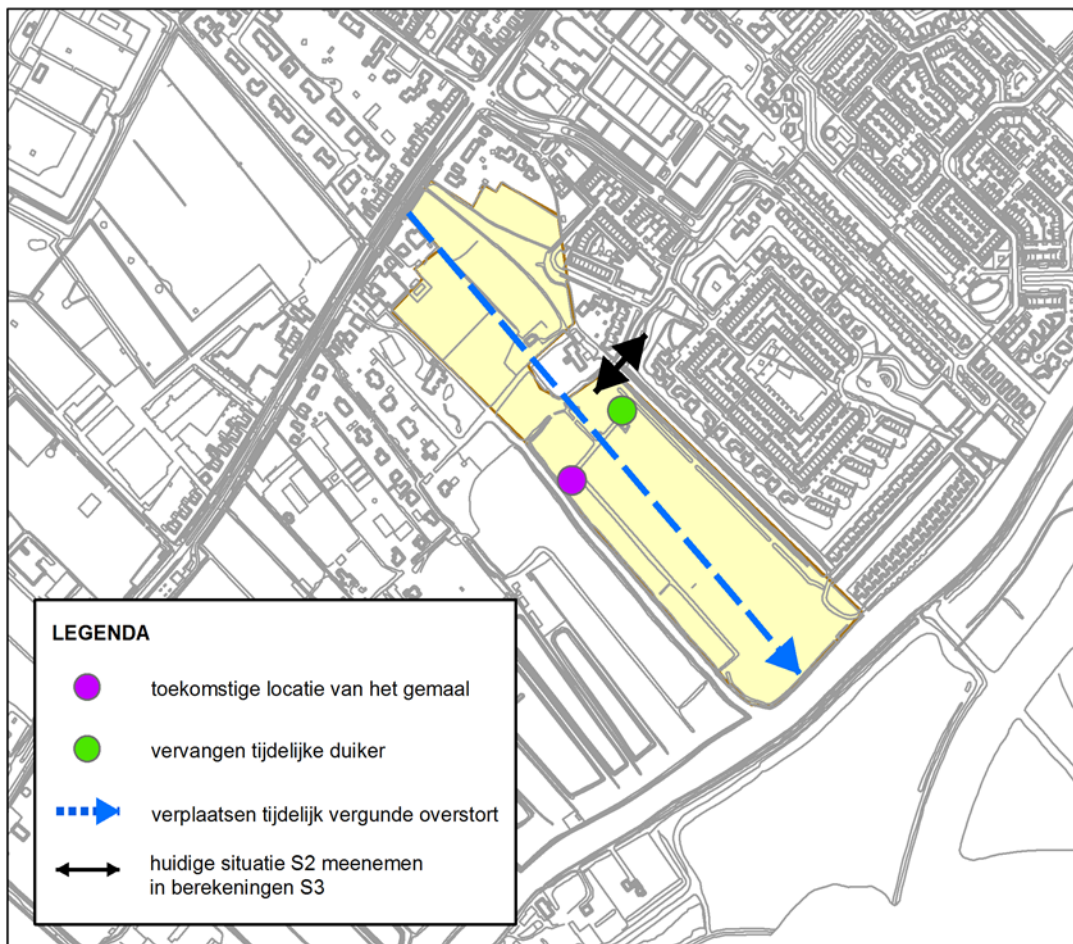 LEGENDA
toekomstige locatie van het gemaal
vervangen tijdelijke duiker
verplaatsen tijdelijk vergunde overstort
huidige situatie S2 meenemen
in berekeningen S3